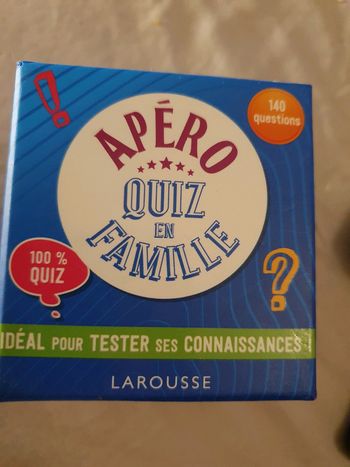 !
140
questions
APÉRO
QUIZ
EN
FAMILLE
100 %
QUIZ
?
IDÉAL POUR TESTER SES CONNAISSANCES !
LAROUSSE